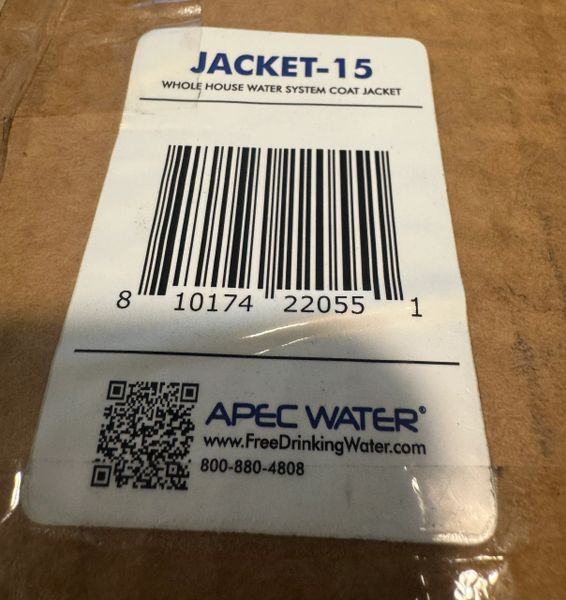 JACKET-15
WHOLE HOUSE WATER SYSTEM COAT JACKET
8 10174 22055 1
APEC WATER®
www.FreeDrinkingWater.com
800-880-4808